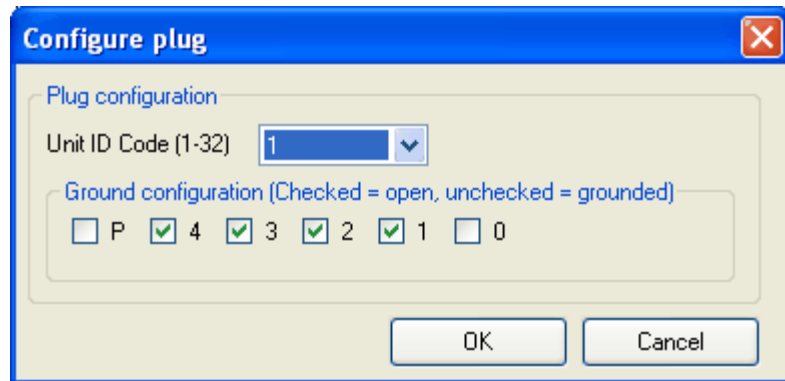 Configure plug
Plug configuration
Unit ID Code (1-32) 1
Ground configuration (Checked = open, unchecked = grounded)
P 4 3 2 1 0
OK Cancel